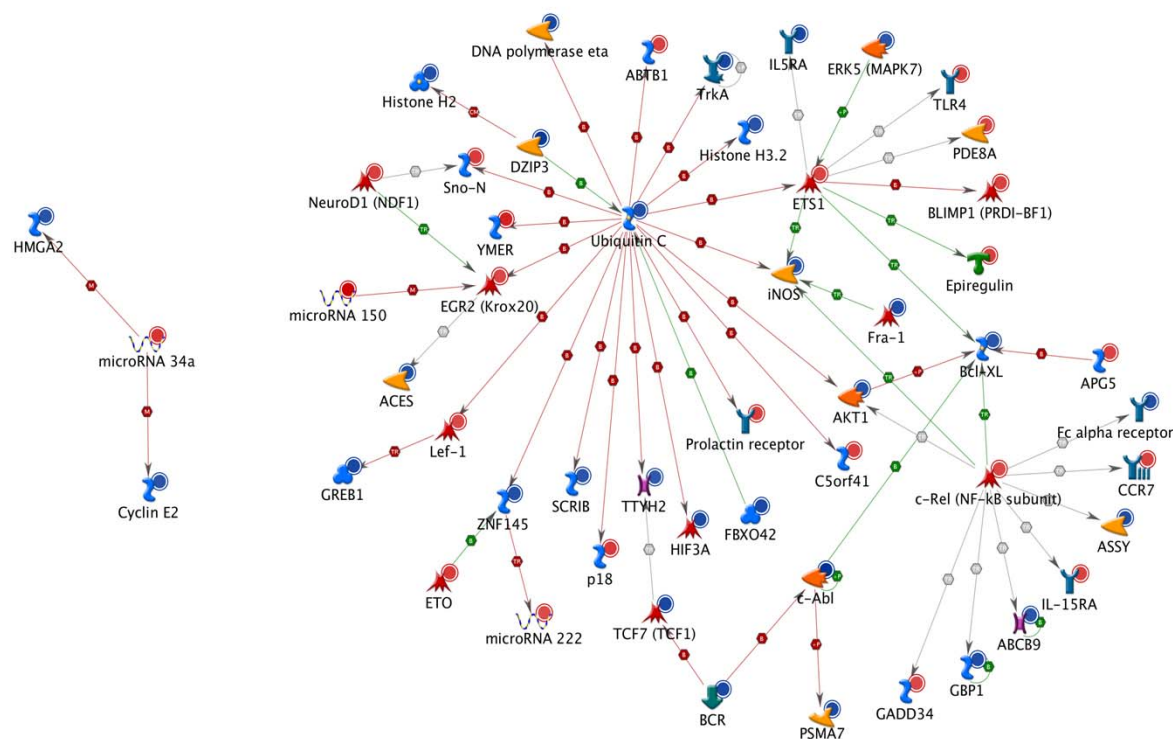 DNA polymerase eta
ABTB1
TrkA
IL5RA
ERK5 (MAPK7)
TLR4
Histone H2
DZIP3
Histone H3.2
PDE8A
NeuroD1 (NDF1)
Sno-N
ETS1
BLIMP1 (PRDI-BF1)
HMGA2
YMER
Ubiquitin C
iNOS
Epiregulin
microRNA 150
EGR2 (Krox20)
Fra-1
microRNA 34a
ACES
Bcl-XL
APG5
AKT1
Lef-1
Prolactin receptor
Ec alpha receptor
GREB1
C5orf41
c-Rel (NF-kB subunit)
CCR7
Cyclin E2
ZNF145
SCRIB
TTYH2
HIF3A
FBXO42
ASSY
ETO
p18
c-Abl
IL-15RA
microRNA 222
TCF7 (TCF1)
ABCB9
GBP1
GADD34
BCR
PSMA7